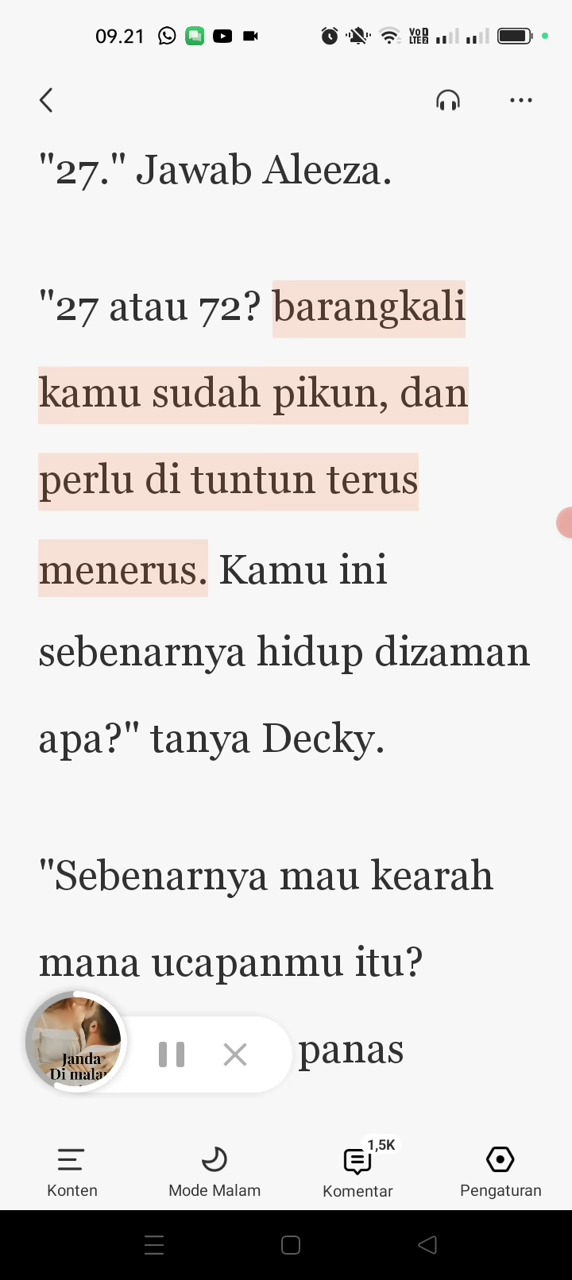 09.21
VoD
LTE2
"27." Jawab Aleeza.
"27 atau 72? barangkali
kamu sudah pikun, dan
perlu di tuntun terus
menerus. Kamu ini
sebenarnya hidup dizaman
apa?" tanya Decky.
"Sebenarnya mau kearah
mana ucapanmu itu?
panas
Janda
Di mala
1,5K
Konten
Mode Malam
Komentar
Pengaturan